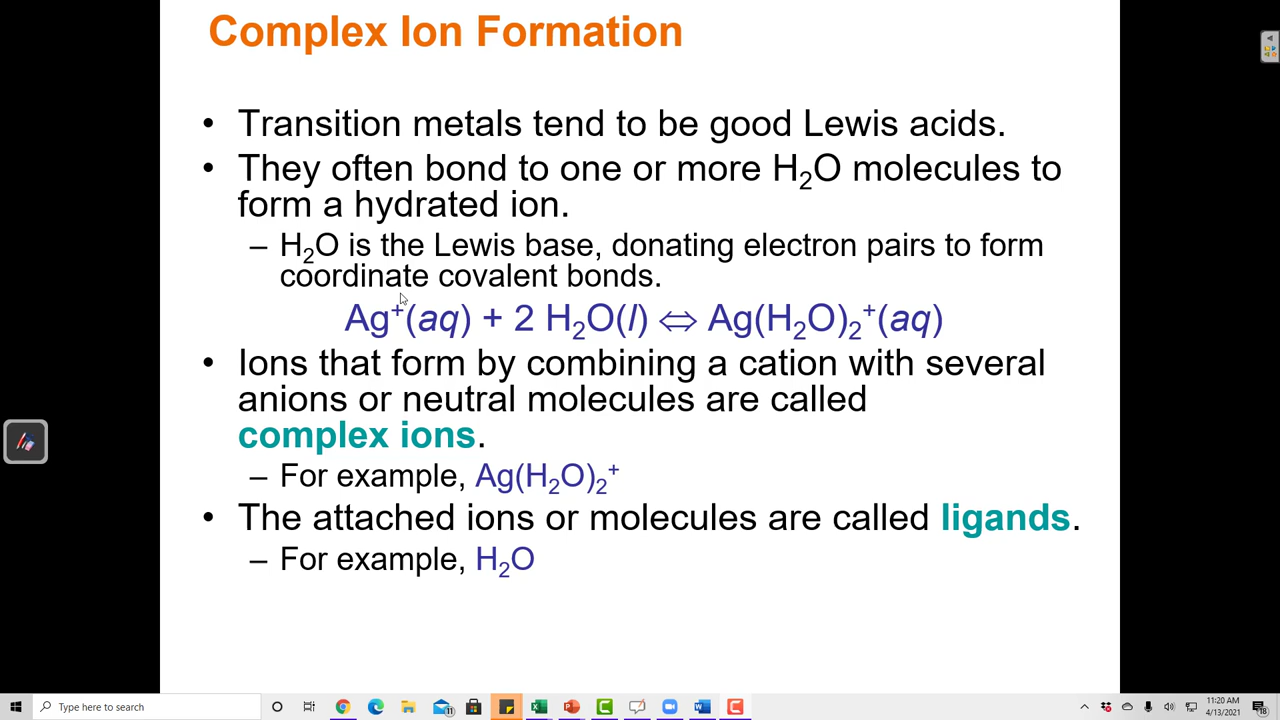 Complex Ion Formation
• Transition metals tend to be good Lewis acids.
• They often bond to one or more H₂O molecules to
form a hydrated ion.
– H₂O is the Lewis base, donating electron pairs to form
coordinate covalent bonds.
Ag⁺(aq) + 2 H₂O(l) ⇔ Ag(H₂O)₂⁺(aq)
• Ions that form by combining a cation with several
anions or neutral molecules are called
complex ions.
– For example, Ag(H₂O)₂⁺
• The attached ions or molecules are called ligands.
– For example, H₂O
Type here to search
11
11:20 AM
4/13/2021
18